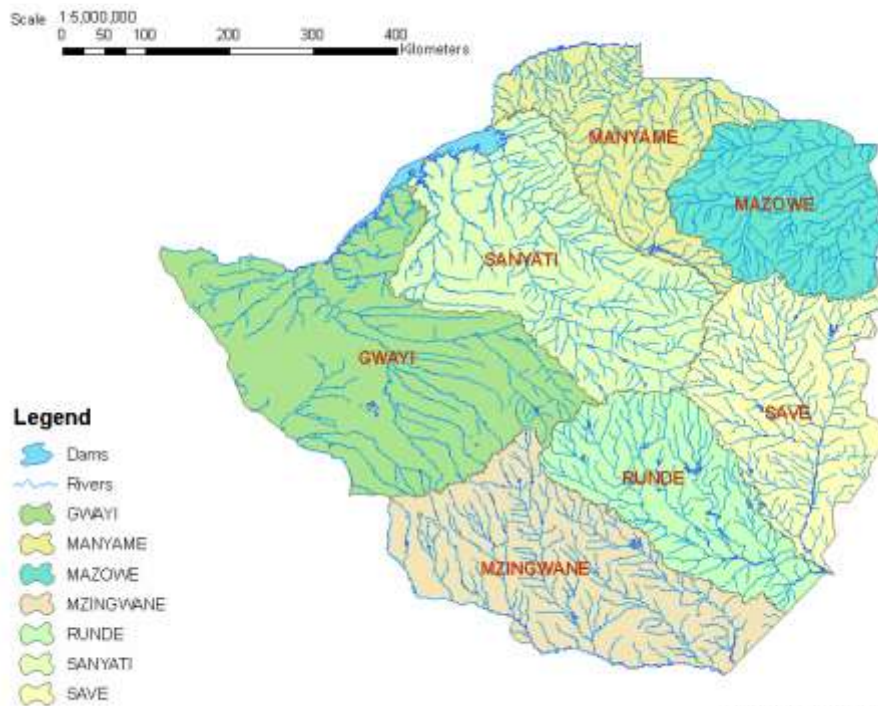 Scale 1:5,000,000
0 50 100 200 300 400
Kilometers
MANYAME
MAZOWE
SANYATI
GWAYI
SAVE
RUNDE
MZINGWANE
Legend
Dams
Rivers
GWAYI
MANYAME
MAZOWE
MZINGWANE
RUNDE
SANYATI
SAVE